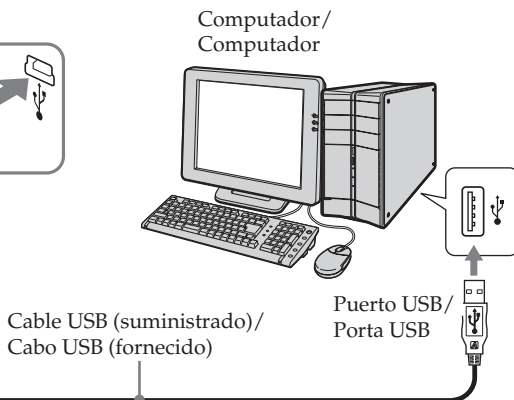 Computador/
Computador
Puerto USB/
Porta USB
Cable USB (suministrado)/
Cabo USB (fornecido)